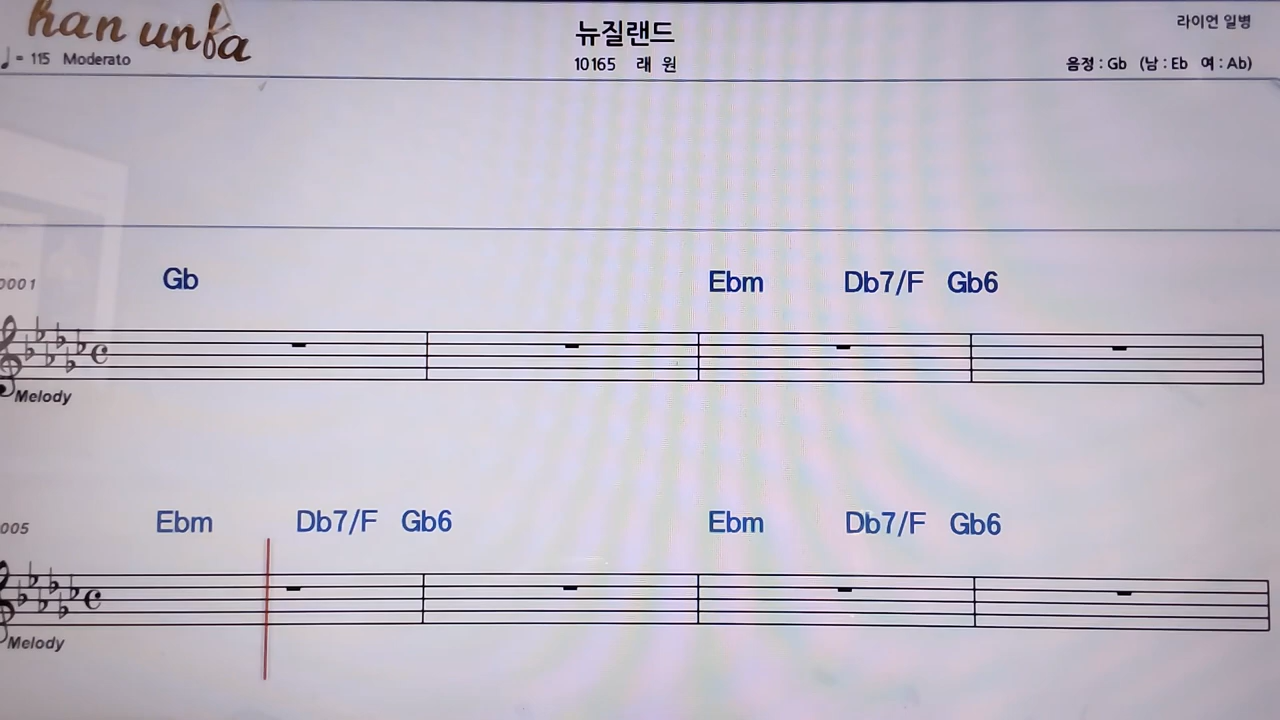 han unfa
뉴질랜드
라이언 일병
♩= 115 Moderato
10165 래 원
음정 : Gb (남 : Eb 여 : Ab)
0001
Gb Ebm Db7/F Gb6
Melody
005
Ebm Db7/F Gb6 Ebm Db7/F Gb6
Melody